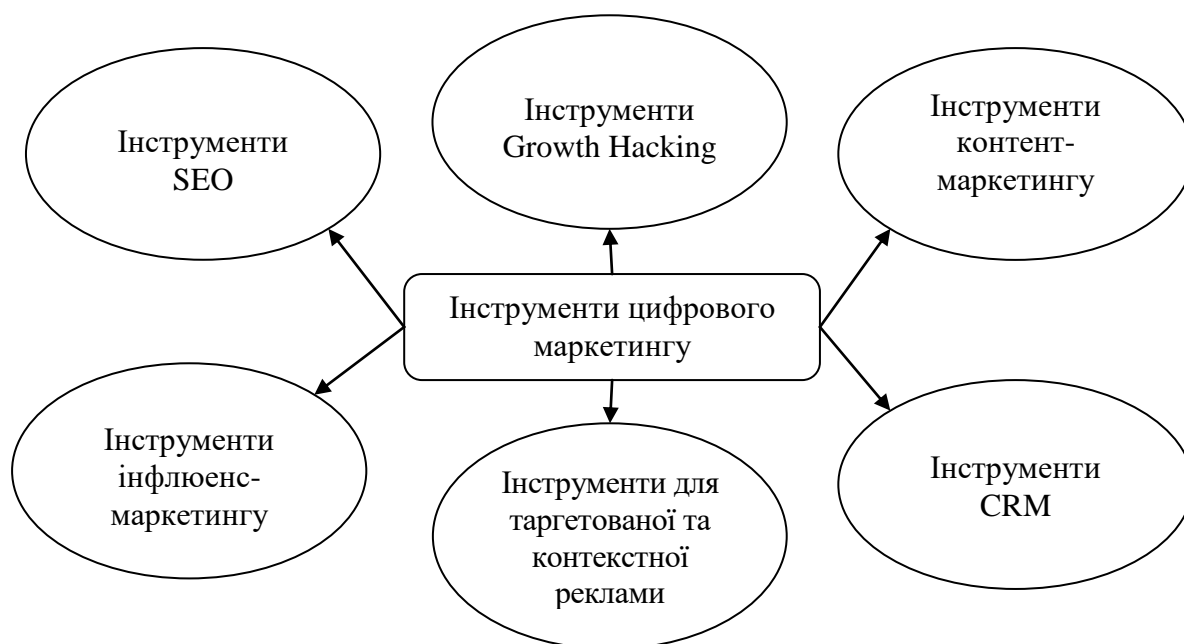 Інструменти
SEO
Інструменти
Growth Hacking
Інструменти
контент-
маркетингу
Інструменти цифрового
маркетингу
Інструменти
інфлюенс-
маркетингу
Інструменти для
таргетованої та
контекстної
реклами
Інструменти
CRM